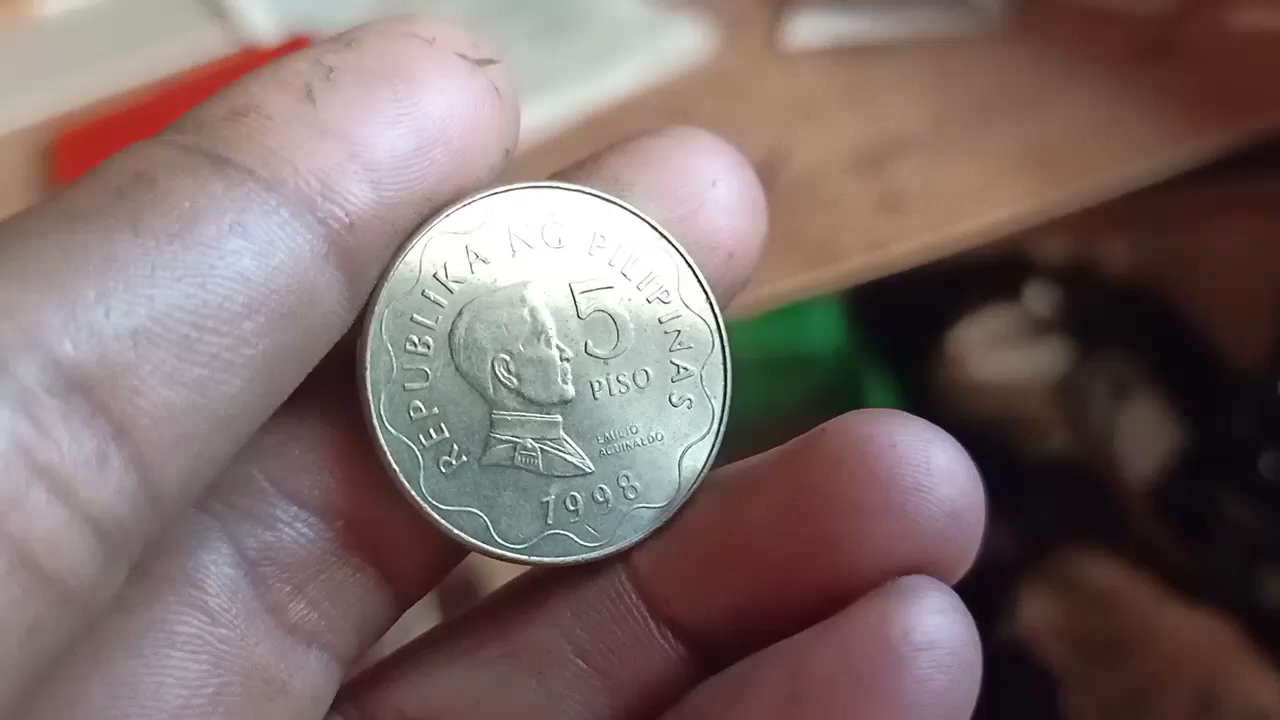 REPUBLIKA NG PILIPINAS
5
PISO
EMILIO
AGUINALDO
1998